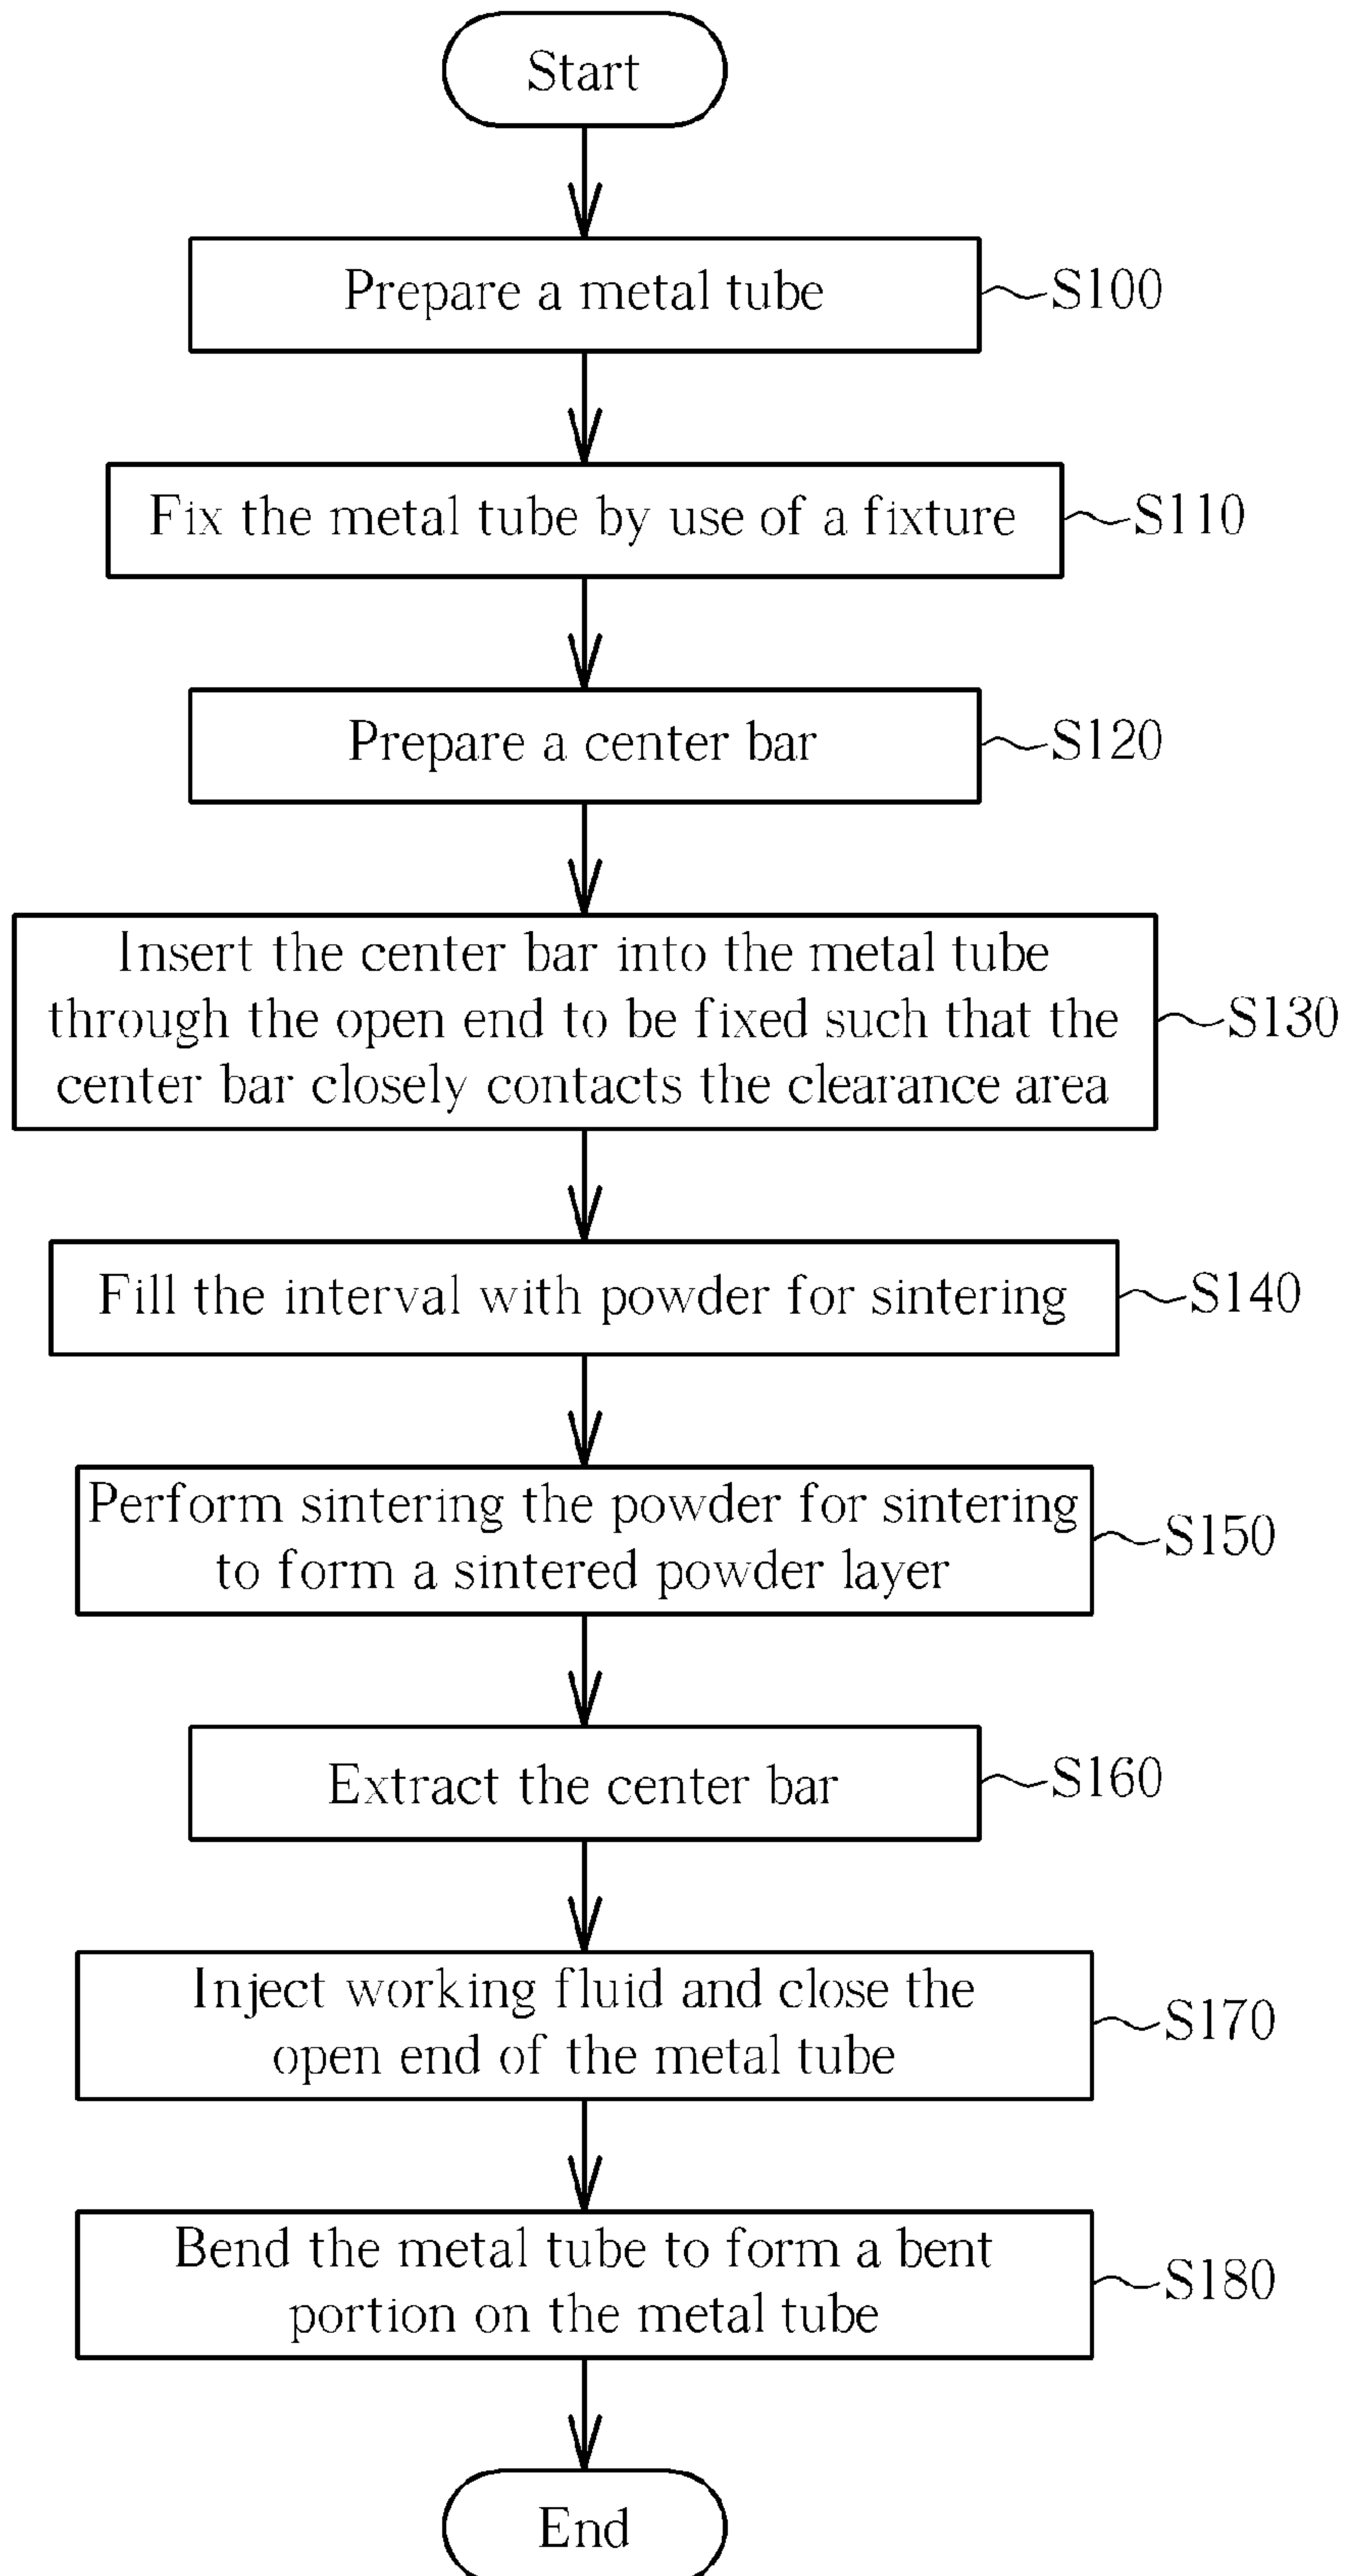 Start
Prepare a metal tube
S100
Fix the metal tube by use of a fixture
S110
Prepare a center bar
S120
Insert the center bar into the metal tube
through the open end to be fixed such that the
center bar closely contacts the clearance area
S130
Fill the interval with powder for sintering
S140
Perform sintering the powder for sintering
to form a sintered powder layer
S150
Extract the center bar
S160
Inject working fluid and close the
open end of the metal tube
S170
Bend the metal tube to form a bent
portion on the metal tube
S180
End